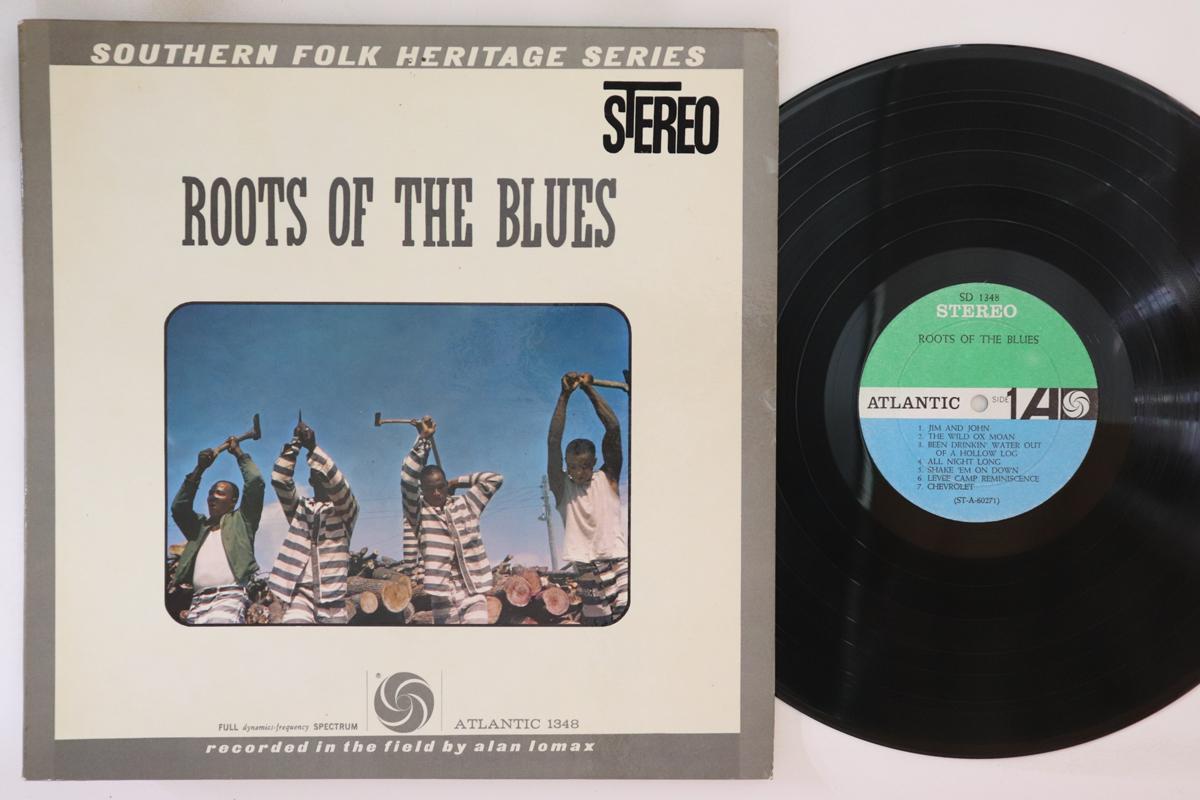 SOUTHERN FOLK HERITAGE SERIES
STEREO
ROOTS OF THE BLUES
FULL dynamics-frequency SPECTRUM
®
ATLANTIC 1348
recorded in the field by alan lomax
SD 1348
STEREO
ROOTS OF THE BLUES
ATLANTIC SIDE 1 A
1. JIM AND JOHN
2. THE WILD OX MOAN
3. BEEN DRINKIN' WATER OUT
OF A HOLLOW LOG
4. ALL NIGHT LONG
5. SHAKE 'EM ON DOWN
6. LEVEE CAMP REMINISCENCE
7. CHEVROLET
(ST-A-60271)